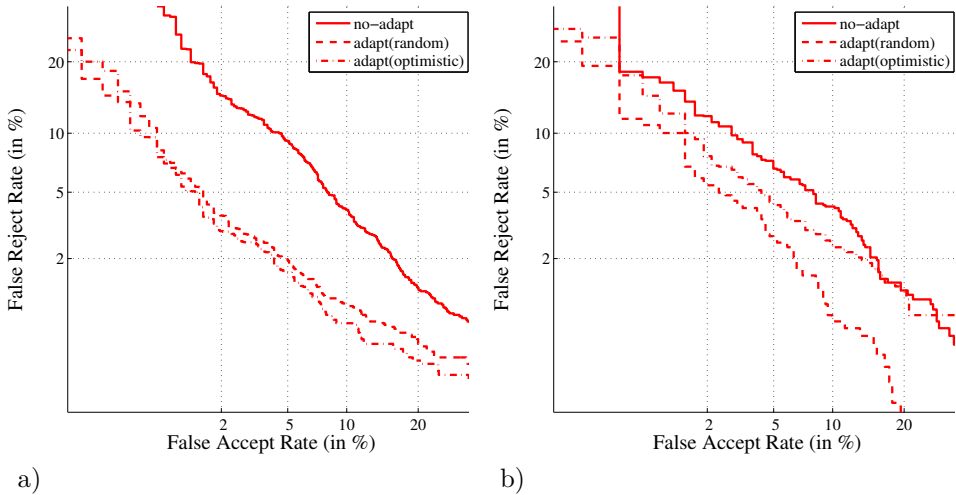 no-adapt
adapt(random)
adapt(optimistic)
20
10
5
2
False Reject Rate (in %)
2 5 10 20
False Accept Rate (in %)
a)
no-adapt
adapt(random)
adapt(optimistic)
20
10
5
2
False Reject Rate (in %)
2 5 10 20
False Accept Rate (in %)
b)